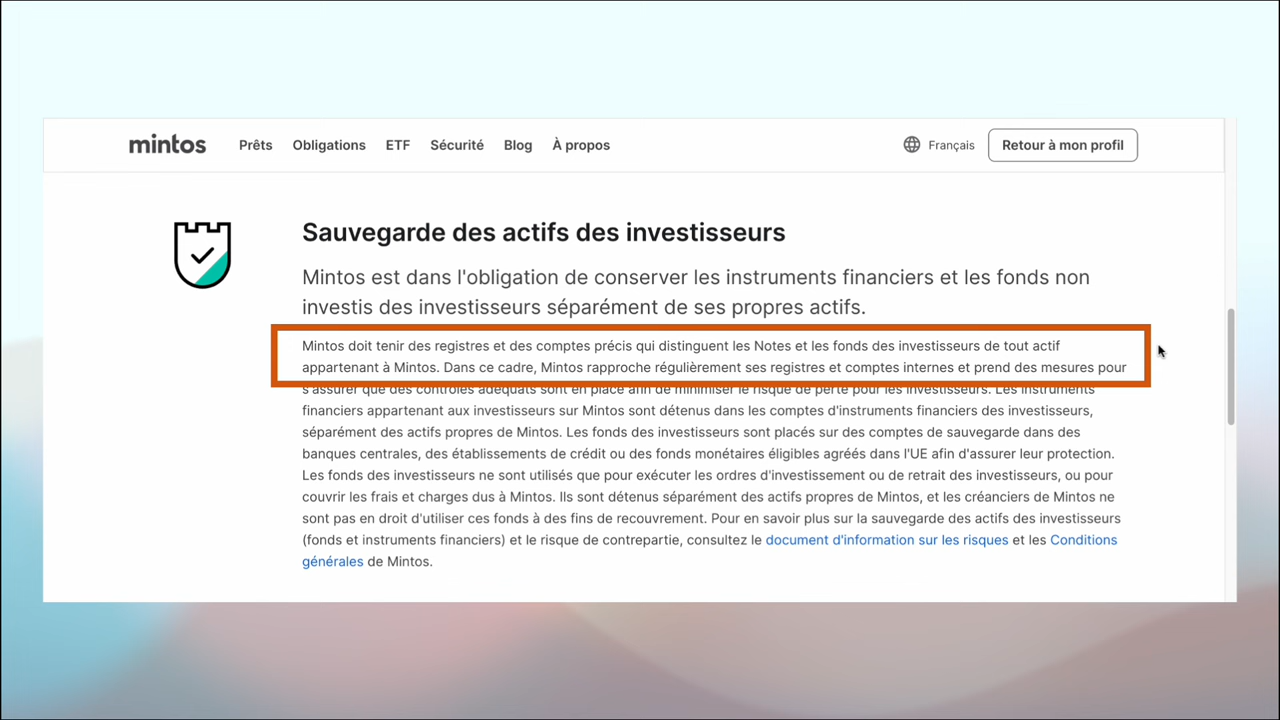 mintos
Prêts
Obligations
ETF
Sécurité
Blog
À propos
Français
Retour à mon profil
Sauvegarde des actifs des investisseurs
Mintos est dans l'obligation de conserver les instruments financiers et les fonds non
investis des investisseurs séparément de ses propres actifs.
Mintos doit tenir des registres et des comptes précis qui distinguent les Notes et les fonds des investisseurs de tout actif
appartenant à Mintos. Dans ce cadre, Mintos rapproche régulièrement ses registres et comptes internes et prend des mesures pour
s'assurer que des contrôles adéquats sont en place afin de minimiser le risque de perte pour les investisseurs. Les instruments
financiers appartenant aux investisseurs sur Mintos sont détenus dans les comptes d'instruments financiers des investisseurs,
séparément des actifs propres de Mintos. Les fonds des investisseurs sont placés sur des comptes de sauvegarde dans des
banques centrales, des établissements de crédit ou des fonds monétaires éligibles agréés dans l'UE afin d'assurer leur protection.
Les fonds des investisseurs ne sont utilisés que pour exécuter les ordres d'investissement ou de retrait des investisseurs, ou pour
couvrir les frais et charges dus à Mintos. Ils sont détenus séparément des actifs propres de Mintos, et les créanciers de Mintos ne
sont pas en droit d'utiliser ces fonds à des fins de recouvrement. Pour en savoir plus sur la sauvegarde des actifs des investisseurs
(fonds et instruments financiers) et le risque de contrepartie, consultez le document d'information sur les risques et les Conditions
générales de Mintos.